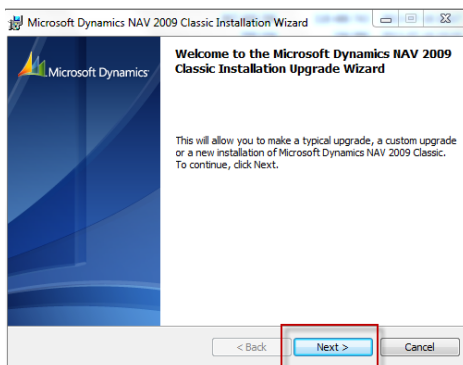 Microsoft Dynamics NAV 2009 Classic Installation Wizard
Microsoft Dynamics
Welcome to the Microsoft Dynamics NAV 2009
Classic Installation Upgrade Wizard
This will allow you to make a typical upgrade, a custom upgrade
or a new installation of Microsoft Dynamics NAV 2009 Classic.
To continue, click Next.
< Back Next > Cancel